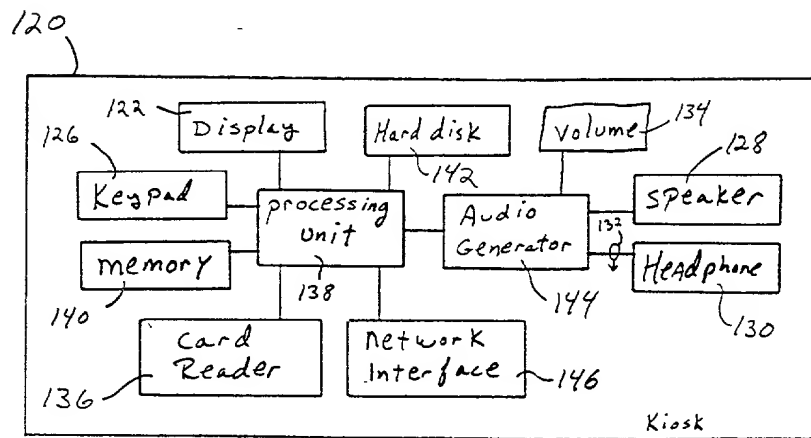 120
122
Display
Hard disk
142
Volume
134
126
Keypad
processing
unit
138
Audio
Generator
144
128
Speaker
132
Headphone
130
memory
140
Card
Reader
136
network
Interface
146
Kiosk